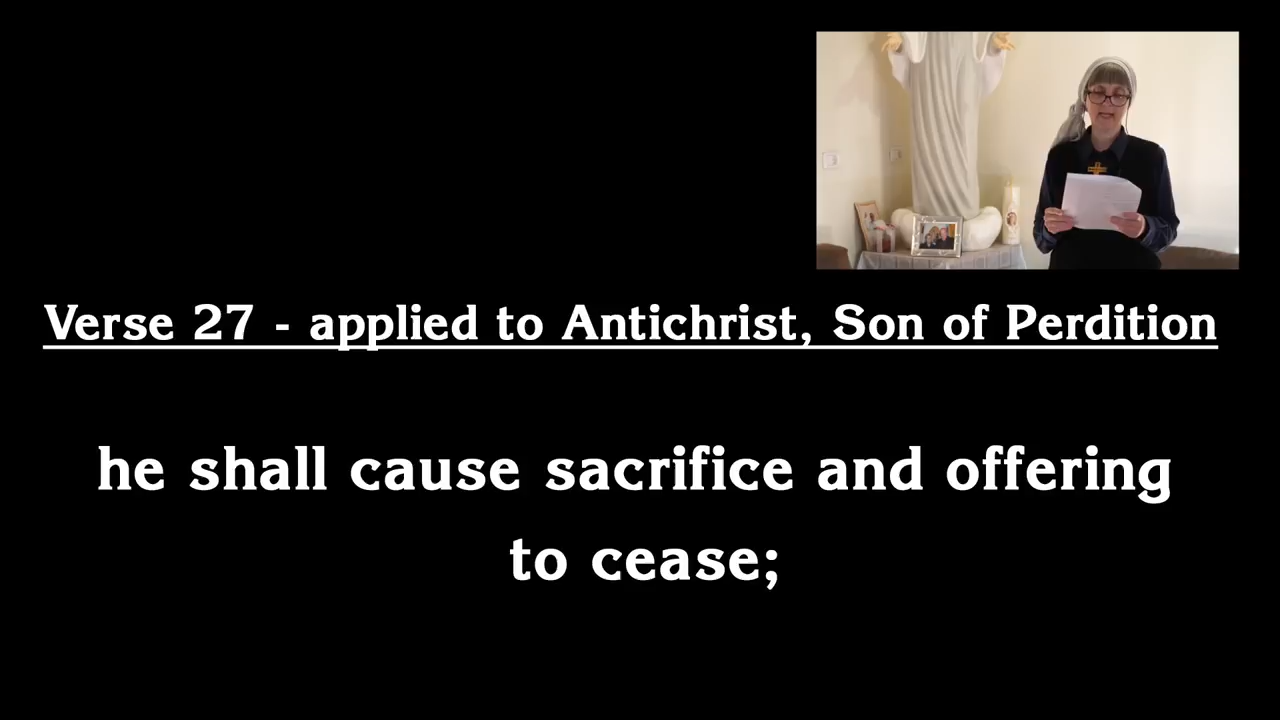 Verse 27 - applied to Antichrist, Son of Perdition
he shall cause sacrifice and offering
to cease;